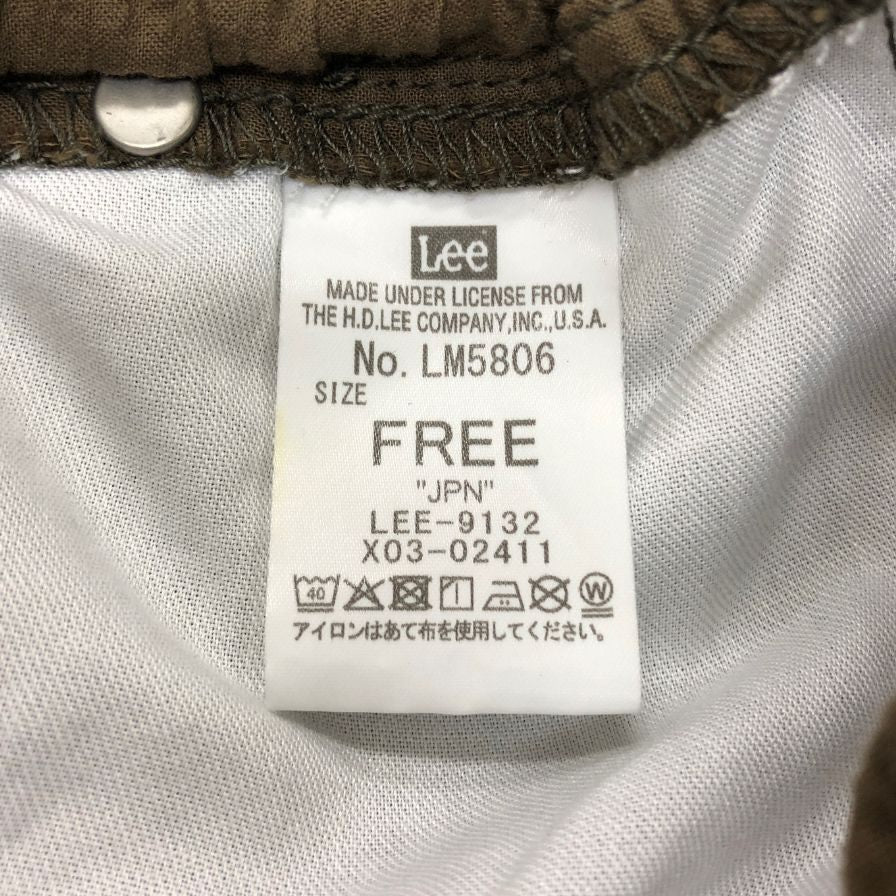 Lee
MADE UNDER LICENSE FROM
THE H.D.LEE COMPANY,INC.,U.S.A.
No. LM5806
SIZE
FREE
"JPN"
LEE-9132
X03-02411
40 W
アイロンはあて布を使用してください。